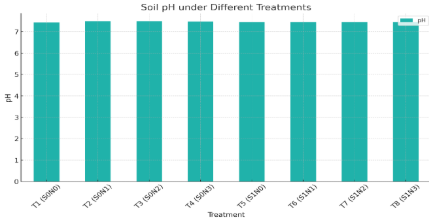 Soil pH under Different Treatments
pH
7
6
5
4
3
2
1
0
pH
T1 (S0N0)
T2 (S0N1)
T3 (S0N2)
T4 (S0N3)
T5 (S1N0)
T6 (S1N1)
T7 (S1N2)
T8 (S1N3)
Treatment